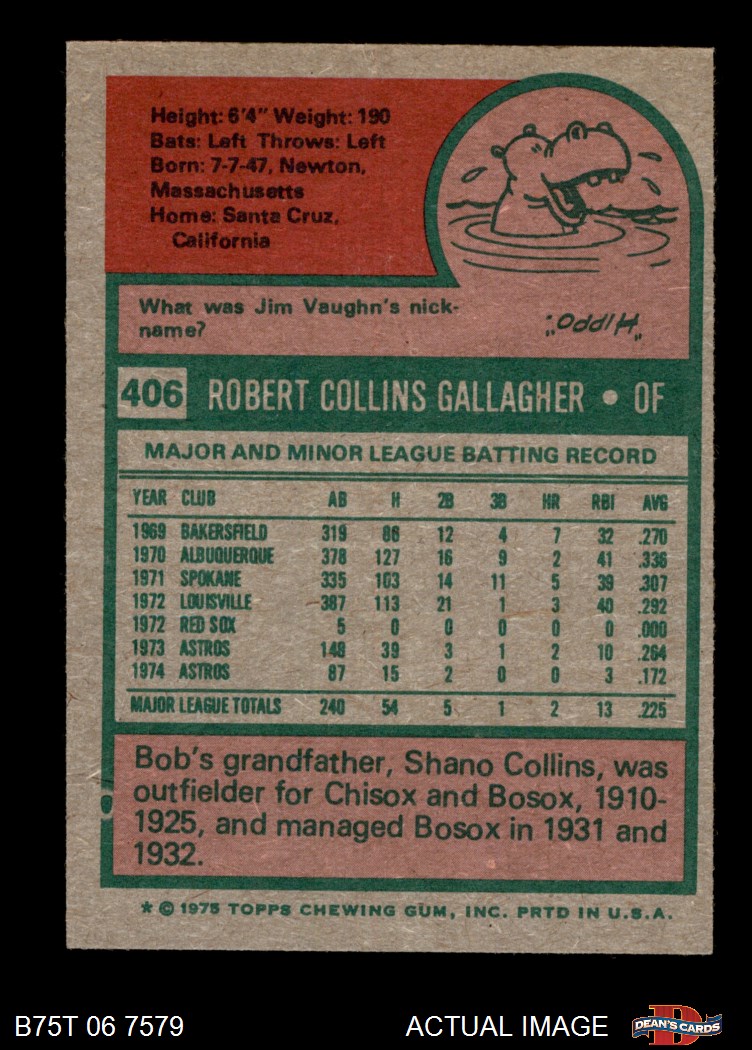 Height: 6'4" Weight: 190
Bats: Left Throws: Left
Born: 7-7-47, Newton,
Massachusetts
Home: Santa Cruz,
California
What was Jim Vaughn's nick-
name?
"Hippo."
406 ROBERT COLLINS GALLAGHER • OF
MAJOR AND MINOR LEAGUE BATTING RECORD
YEAR CLUB AB H 2B 3B HR RBI AVG
1969 BAKERSFIELD 319 86 12 4 7 32 .270
1970 ALBUQUERQUE 378 127 16 9 2 41 .336
1971 SPOKANE 335 103 14 11 5 39 .307
1972 LOUISVILLE 387 113 21 1 3 40 .292
1972 RED SOX 5 0 0 0 0 0 .000
1973 ASTROS 148 39 3 1 2 10 .264
1974 ASTROS 87 15 2 0 0 3 .172
MAJOR LEAGUE TOTALS 240 54 5 1 2 13 .225
Bob's grandfather, Shano Collins, was
outfielder for Chisox and Bosox, 1910-
1925, and managed Bosox in 1931 and
1932.
* © 1975 TOPPS CHEWING GUM, INC. PRTD IN U.S.A.
B75T 06 7579 ACTUAL IMAGE
D
DEAN'S CARDS